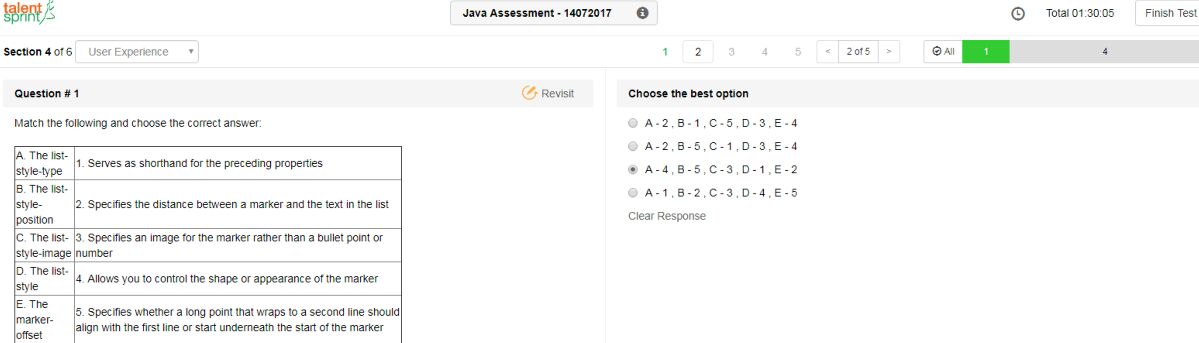 talent
sprint
Java Assessment - 14072017
Total 01:30:05
Finish Test
Section 4 of 6
User Experience
1 2 3 4 5
< 2 of 5 >
All 1 4
Question # 1
Revisit
Match the following and choose the correct answer:
A. The list-
style-type
1. Serves as shorthand for the preceding properties
B. The list-
style-
position
2. Specifies the distance between a marker and the text in the list
C. The list-
style-image
3. Specifies an image for the marker rather than a bullet point or
number
D. The list-
style
4. Allows you to control the shape or appearance of the marker
E. The
marker-
offset
5. Specifies whether a long point that wraps to a second line should
align with the first line or start underneath the start of the marker
Choose the best option
A - 2 , B - 1 , C - 5 , D - 3 , E - 4
A - 2 , B - 5 , C - 1 , D - 3 , E - 4
A - 4 , B - 5 , C - 3 , D - 1 , E - 2
A - 1 , B - 2 , C - 3 , D - 4 , E - 5
Clear Response